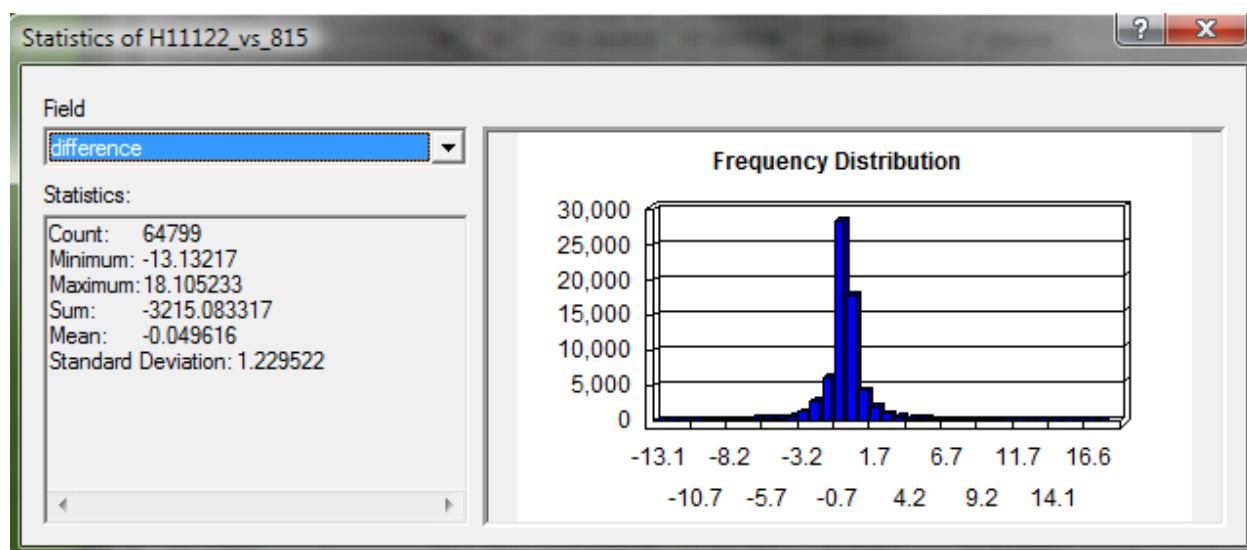 Statistics of H11122_vs_815
?
X
Field
difference
Statistics:
Count: 64799
Minimum: -13.13217
Maximum: 18.105233
Sum: -3215.083317
Mean: -0.049616
Standard Deviation: 1.229522
Frequency Distribution
30,000
25,000
20,000
15,000
10,000
5,000
0
-13.1 -8.2 -3.2 1.7 6.7 11.7 16.6
-10.7 -5.7 -0.7 4.2 9.2 14.1